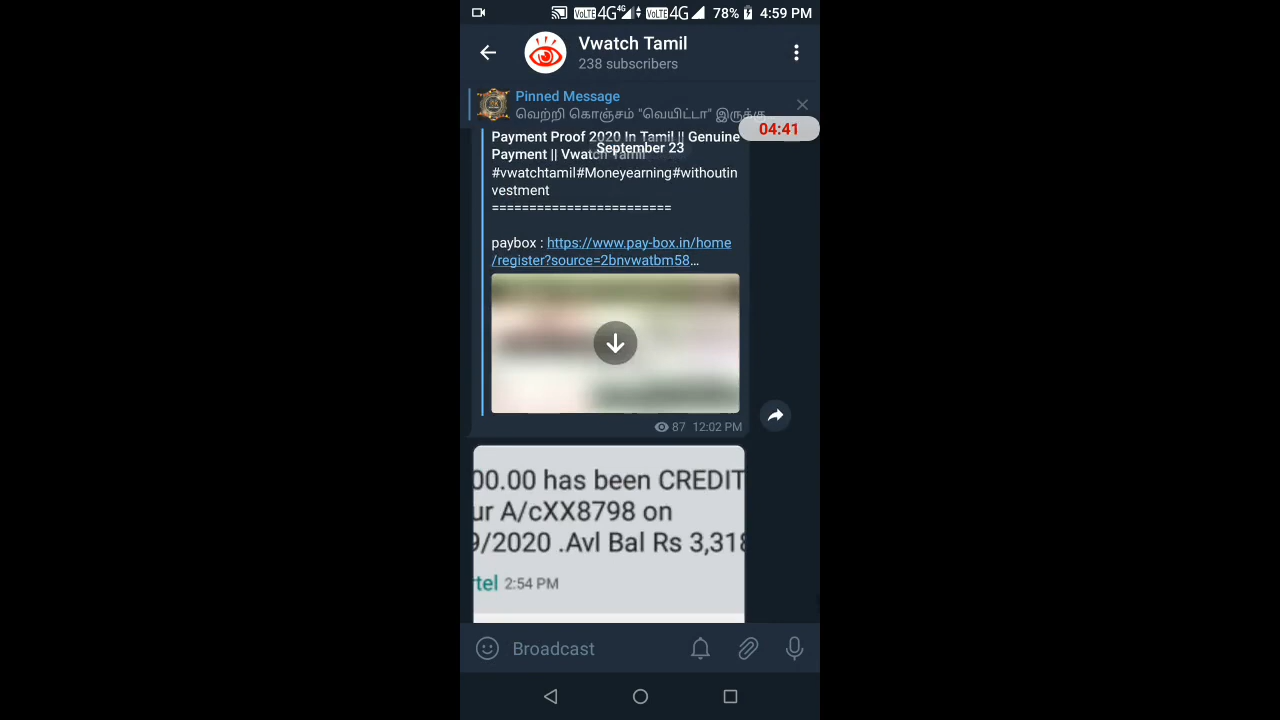 VoLTE 4G 4G VoLTE 4G 78% 4:59 PM
Vwatch Tamil
238 subscribers
Pinned Message
வெற்றி கொஞ்சம் "வெயிட்டா" இருக்கு
04:41
Payment Proof 2020 In Tamil || Genuine
September 23
Payment || Vwatch Tamil
#vwatchtamil#Moneyearning#withoutin
vestment
========================
paybox : https://www.pay-box.in/home
/register?source=2bnvwatbm58...
87 12:02 PM
00.00 has been CREDIT
ur A/cXX8798 on
9/2020 .Avl Bal Rs 3,318
tel 2:54 PM
Broadcast